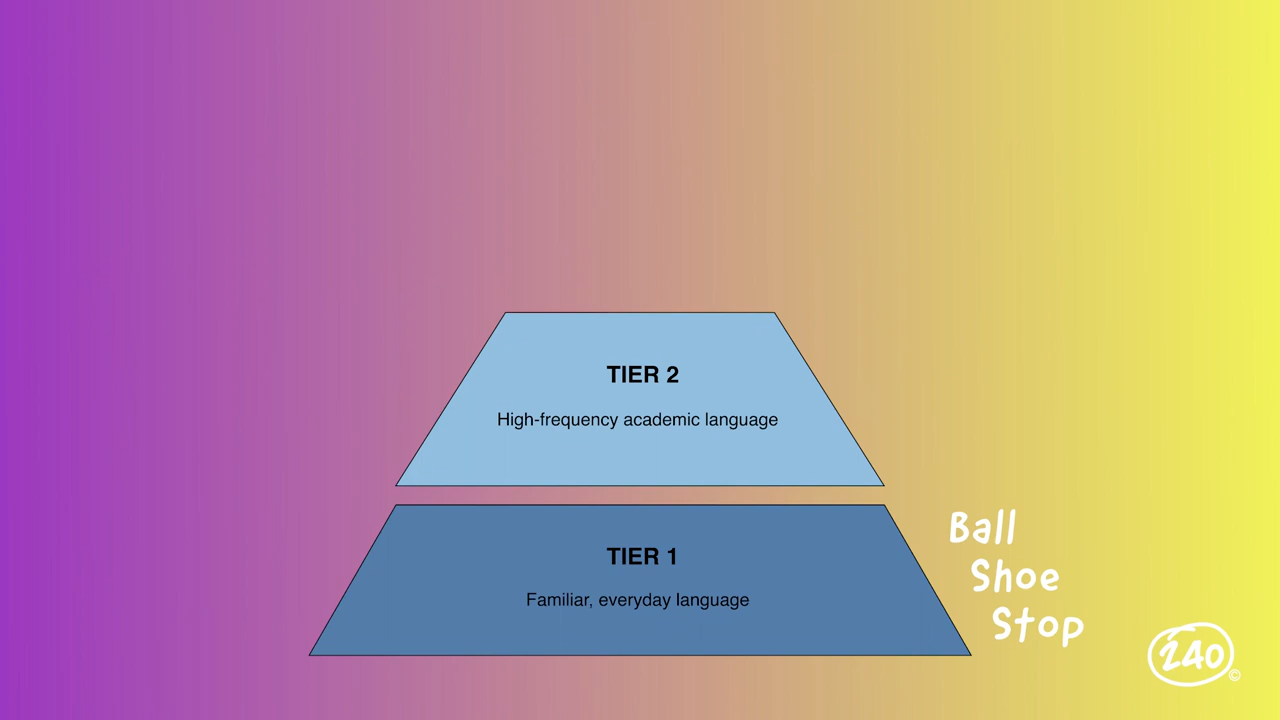 TIER 2
High-frequency academic language
TIER 1
Familiar, everyday language
Ball
Shoe
Stop
240
©